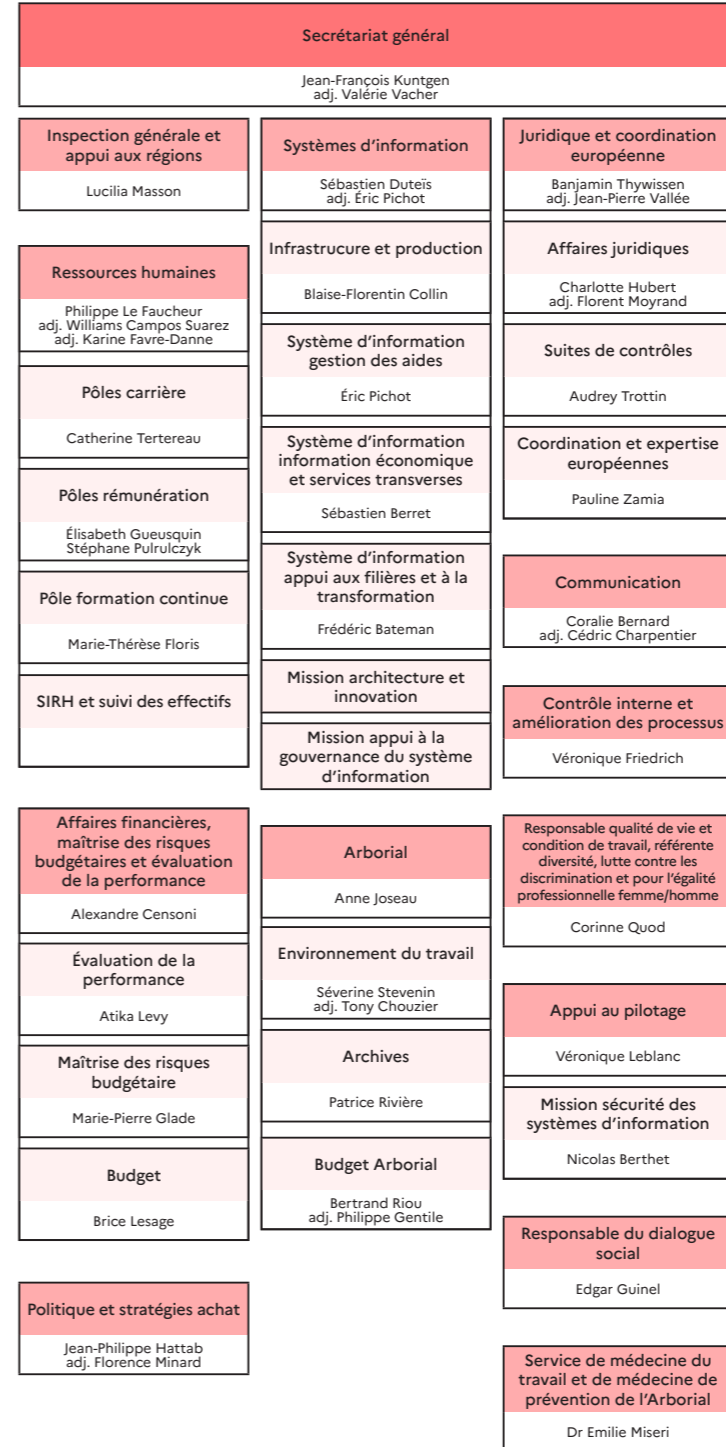 Secrétariat général
Jean-François Kuntgen
adj. Valérie Vacher
Inspection générale et
appui aux régions
Lucilia Masson
Ressources humaines
Philippe Le Faucheur
adj. Williams Campos Suarez
adj. Karine Favre-Danne
Pôles carrière
Catherine Tertereau
Pôles rémunération
Élisabeth Gueusquin
Stéphane Pulrulczyk
Pôle formation continue
Marie-Thérèse Floris
SIRH et suivi des effectifs
Affaires financières,
maîtrise des risques
budgétaires et évaluation
de la performance
Alexandre Censoni
Évaluation de la
performance
Atika Levy
Maîtrise des risques
budgétaire
Marie-Pierre Glade
Budget
Brice Lesage
Politique et stratégies achat
Jean-Philippe Hattab
adj. Florence Minard
Systèmes d'information
Sébastien Duteïs
adj. Éric Pichot
Infrastrucure et production
Blaise-Florentin Collin
Système d'information
gestion des aides
Éric Pichot
Système d'information
information économique
et services transverses
Sébastien Berret
Système d'information
appui aux filières et à la
transformation
Frédéric Bateman
Mission architecture et
innovation
Mission appui à la
gouvernance du système
d'information
Arborial
Anne Joseau
Environnement du travail
Séverine Stevenin
adj. Tony Chouzier
Archives
Patrice Rivière
Budget Arborial
Bertrand Riou
adj. Philippe Gentile
Juridique et coordination
européenne
Banjamin Thywissen
adj. Jean-Pierre Vallée
Affaires juridiques
Charlotte Hubert
adj. Florent Moyrand
Suites de contrôles
Audrey Trottin
Coordination et expertise
européennes
Pauline Zamia
Communication
Coralie Bernard
adj. Cédric Charpentier
Contrôle interne et
amélioration des processus
Véronique Friedrich
Responsable qualité de vie et
condition de travail, référente
diversité, lutte contre les
discrimination et pour l'égalité
professionnelle femme/homme
Corinne Quod
Appui au pilotage
Véronique Leblanc
Mission sécurité des
systèmes d'information
Nicolas Berthet
Responsable du dialogue
social
Edgar Guinel
Service de médecine du
travail et de médecine de
prévention de l'Arborial
Dr Emilie Miseri